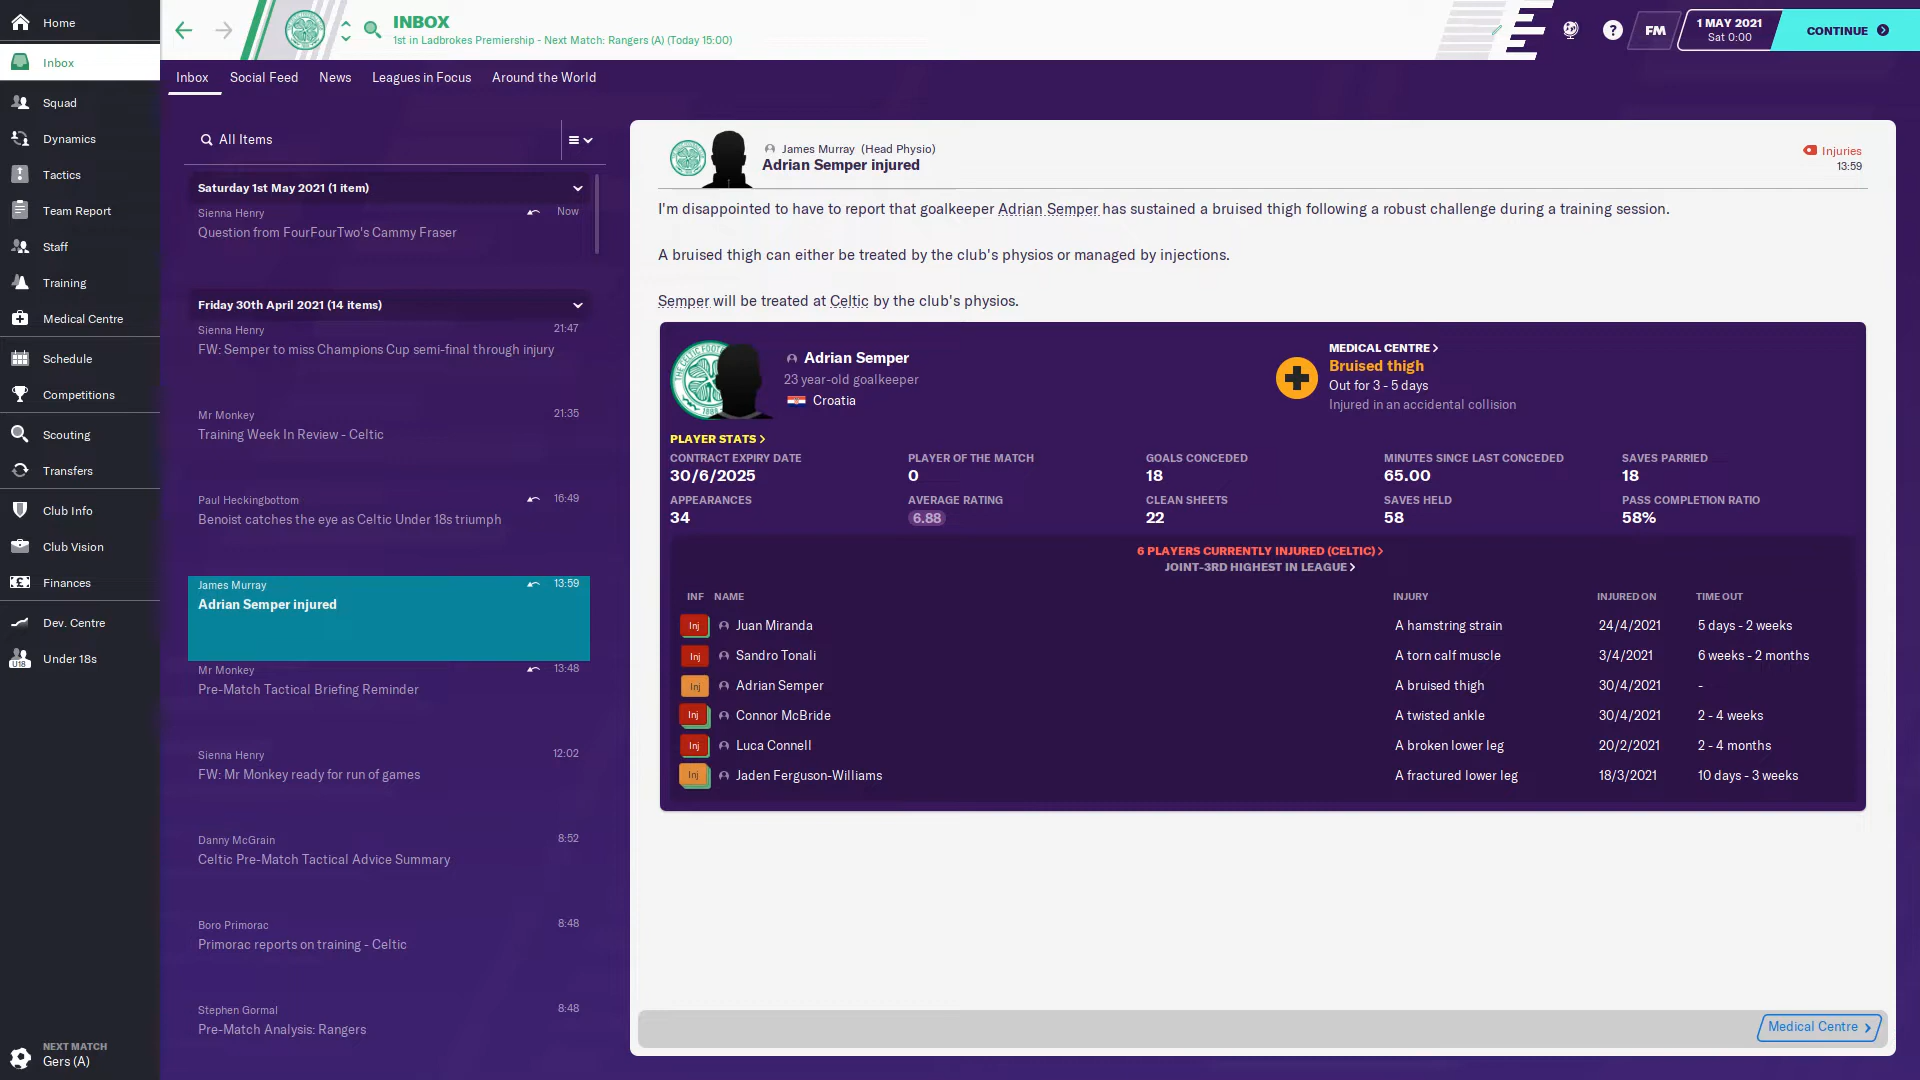 Home
Inbox
Squad
Dynamics
Tactics
Team Report
Staff
Training
Medical Centre
Schedule
Competitions
Scouting
Transfers
Club Info
Club Vision
Finances
Dev. Centre
U18
Under 18s
NEXT MATCH
Gers (A)
INBOX
1st in Ladbrokes Premiership - Next Match: Rangers (A) (Today 15:00)
?
FM
1 MAY 2021
Sat 0:00
CONTINUE
Inbox
Social Feed
News
Leagues in Focus
Around the World
All Items
Saturday 1st May 2021 (1 item)
Sienna Henry Now
Question from FourFourTwo's Cammy Fraser
Friday 30th April 2021 (14 items)
Sienna Henry 21:47
FW: Semper to miss Champions Cup semi-final through injury
Mr Monkey 21:35
Training Week In Review - Celtic
Paul Heckingbottom 16:49
Benoist catches the eye as Celtic Under 18s triumph
James Murray 13:59
Adrian Semper injured
Mr Monkey 13:48
Pre-Match Tactical Briefing Reminder
Sienna Henry 12:02
FW: Mr Monkey ready for run of games
Danny McGrain 8:52
Celtic Pre-Match Tactical Advice Summary
Boro Primorac 8:48
Primorac reports on training - Celtic
Stephen Gormal 8:48
Pre-Match Analysis: Rangers
James Murray (Head Physio)
Adrian Semper injured
Injuries
13:59
I'm disappointed to have to report that goalkeeper Adrian Semper has sustained a bruised thigh following a robust challenge during a training session.
A bruised thigh can either be treated by the club's physios or managed by injections.
Semper will be treated at Celtic by the club's physios.
Adrian Semper
23 year-old goalkeeper
Croatia
MEDICAL CENTRE >
Bruised thigh
Out for 3 - 5 days
Injured in an accidental collision
PLAYER STATS >
CONTRACT EXPIRY DATE PLAYER OF THE MATCH GOALS CONCEDED MINUTES SINCE LAST CONCEDED SAVES PARRIED
30/6/2025 0 18 65.00 18
APPEARANCES AVERAGE RATING CLEAN SHEETS SAVES HELD PASS COMPLETION RATIO
34 6.88 22 58 58%
6 PLAYERS CURRENTLY INJURED (CELTIC) >
JOINT-3RD HIGHEST IN LEAGUE >
INF NAME INJURY INJURED ON TIME OUT
Inj Juan Miranda A hamstring strain 24/4/2021 5 days - 2 weeks
Inj Sandro Tonali A torn calf muscle 3/4/2021 6 weeks - 2 months
Inj Adrian Semper A bruised thigh 30/4/2021 -
Inj Connor McBride A twisted ankle 30/4/2021 2 - 4 weeks
Inj Luca Connell A broken lower leg 20/2/2021 2 - 4 months
Inj Jaden Ferguson-Williams A fractured lower leg 18/3/2021 10 days - 3 weeks
Medical Centre >